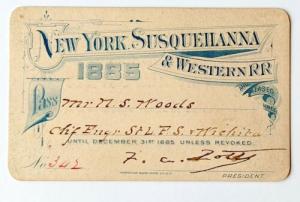 NEW YORK, SUSQUEHANNA
& WESTERN RR
1885
Pass Mr N. S. Woods
Chf Engr St L F S & Wichita
UNTIL DECEMBER 31ST 1885 UNLESS REVOKED.
No 342
PRESIDENT.